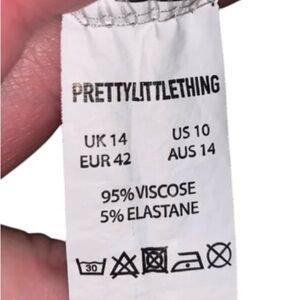 PRETTYLITTLETHING
UK 14 US 10
EUR 42 AUS 14
95% VISCOSE
5% ELASTANE
30